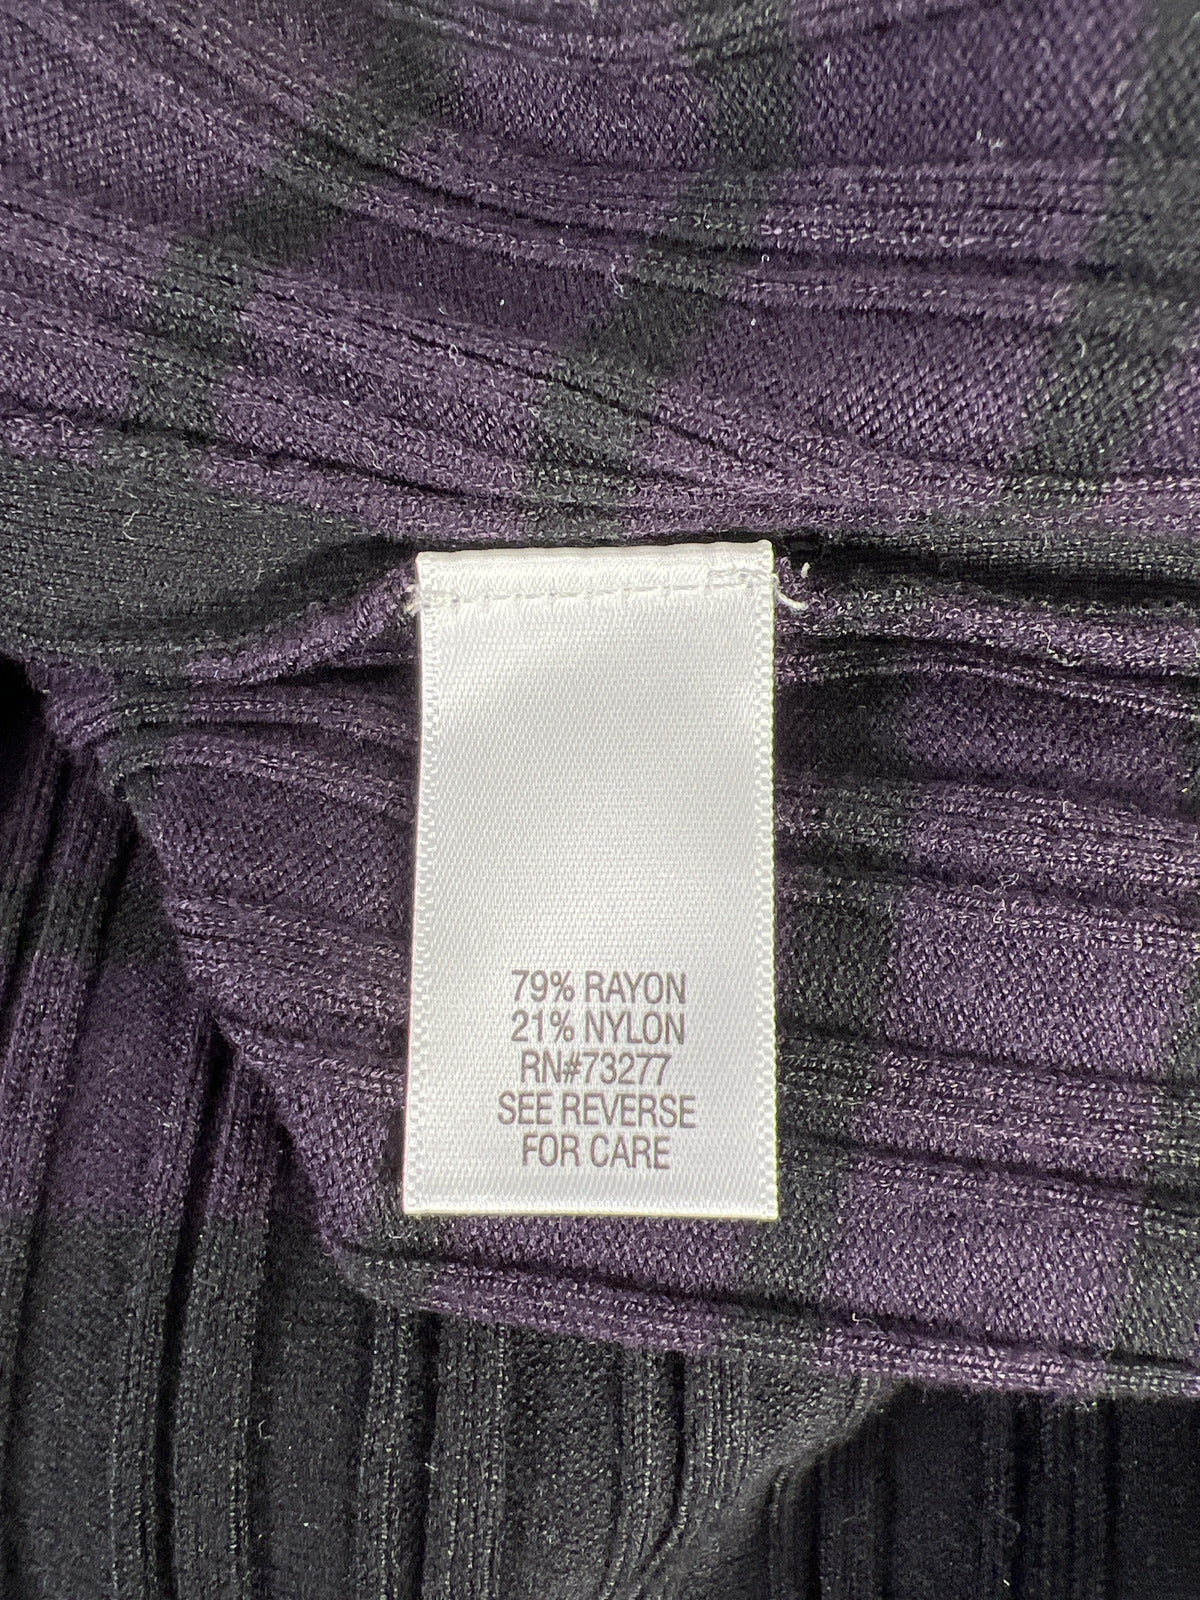 79% RAYON
21% NYLON
RN#73277
SEE REVERSE
FOR CARE